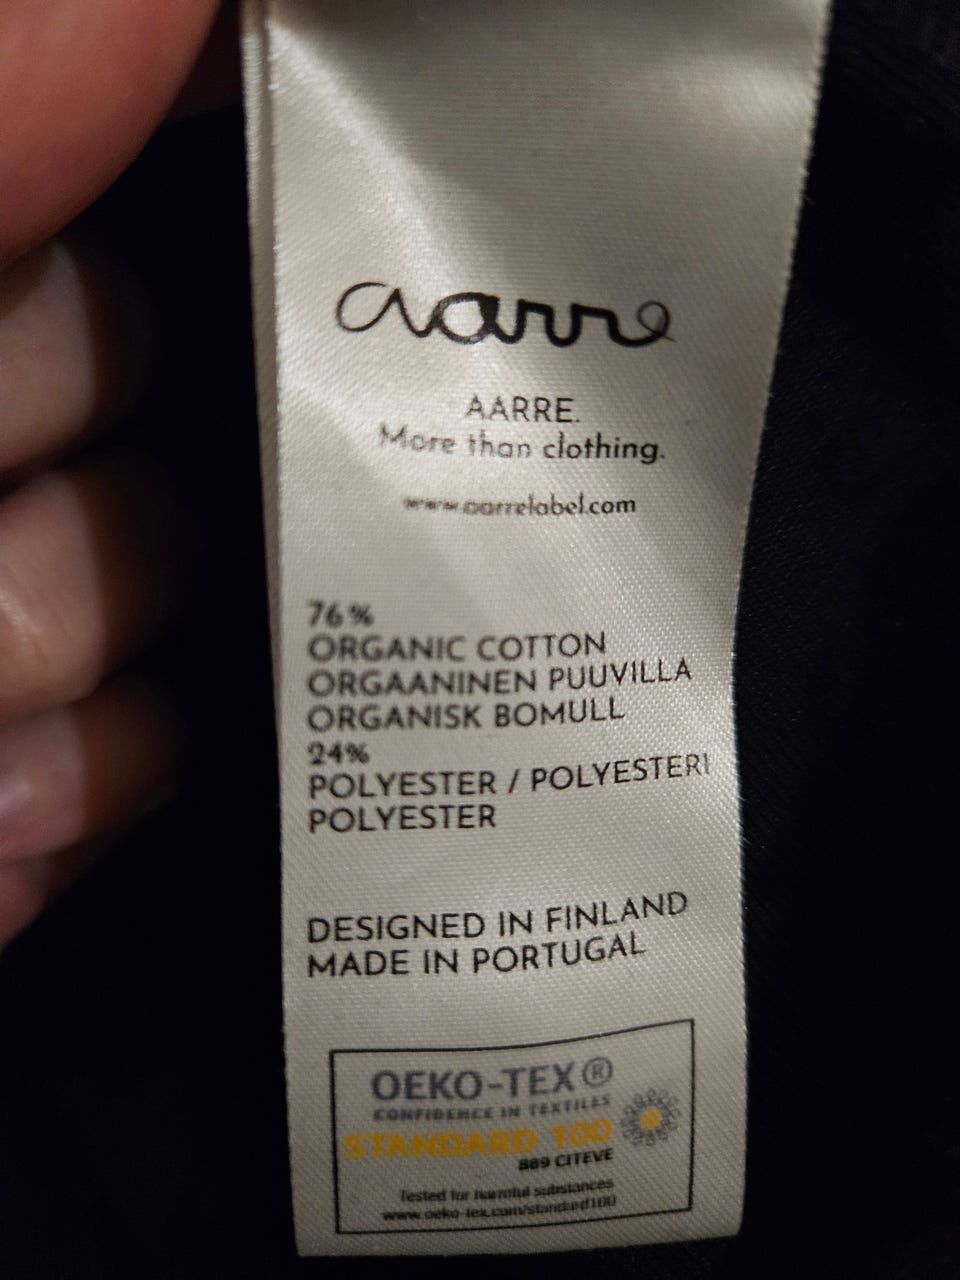 aarre
AARRE.
More than clothing.
www.aarrelabel.com
76%
ORGANIC COTTON
ORGAANINEN PUUVILLA
ORGANISK BOMULL
24%
POLYESTER / POLYESTERI
POLYESTER
DESIGNED IN FINLAND
MADE IN PORTUGAL
OEKO-TEX®
CONFIDENCE IN TEXTILES
STANDARD 100
889 CITEVE
Tested for harmful substances
www.oeko-tex.com/standard100